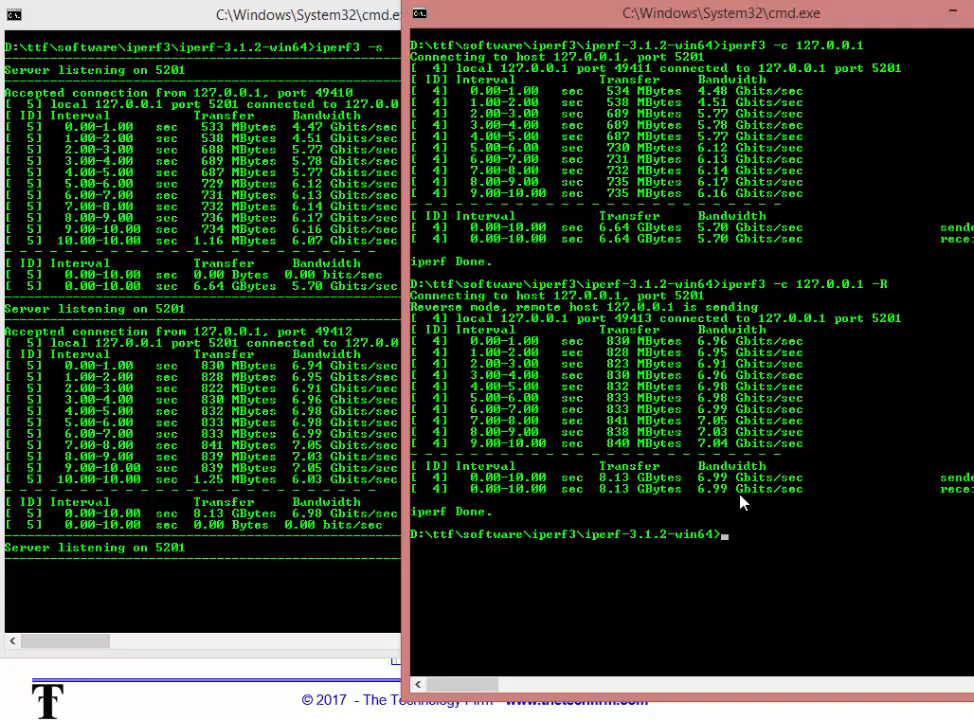 C:\Windows\System32\cmd.e
D:\ttf\software\iperf3\iperf-3.1.2-win64>iperf3 -s
Server listening on 5201
Accepted connection from 127.0.0.1, port 49410
[ 5] local 127.0.0.1 port 5201 connected to 127.0.0
[ ID] Interval Transfer Bandwidth
[ 5] 0.00-1.00 sec 533 MBytes 4.47 Gbits/sec
[ 5] 1.00-2.00 sec 538 MBytes 4.51 Gbits/sec
[ 5] 2.00-3.00 sec 688 MBytes 5.77 Gbits/sec
[ 5] 3.00-4.00 sec 689 MBytes 5.78 Gbits/sec
[ 5] 4.00-5.00 sec 687 MBytes 5.77 Gbits/sec
[ 5] 5.00-6.00 sec 729 MBytes 6.12 Gbits/sec
[ 5] 6.00-7.00 sec 731 MBytes 6.13 Gbits/sec
[ 5] 7.00-8.00 sec 732 MBytes 6.14 Gbits/sec
[ 5] 8.00-9.00 sec 736 MBytes 6.17 Gbits/sec
[ 5] 9.00-10.00 sec 734 MBytes 6.16 Gbits/sec
[ 5] 10.00-10.00 sec 1.16 MBytes 6.07 Gbits/sec
[ ID] Interval Transfer Bandwidth
[ 5] 0.00-10.00 sec 0.00 Bytes 0.00 bits/sec
[ 5] 0.00-10.00 sec 6.64 GBytes 5.70 Gbits/sec
Server listening on 5201
Accepted connection from 127.0.0.1, port 49412
[ 5] local 127.0.0.1 port 5201 connected to 127.0.0
[ ID] Interval Transfer Bandwidth
[ 5] 0.00-1.00 sec 830 MBytes 6.94 Gbits/sec
[ 5] 1.00-2.00 sec 828 MBytes 6.95 Gbits/sec
[ 5] 2.00-3.00 sec 822 MBytes 6.91 Gbits/sec
[ 5] 3.00-4.00 sec 830 MBytes 6.96 Gbits/sec
[ 5] 4.00-5.00 sec 832 MBytes 6.98 Gbits/sec
[ 5] 5.00-6.00 sec 833 MBytes 6.98 Gbits/sec
[ 5] 6.00-7.00 sec 833 MBytes 6.99 Gbits/sec
[ 5] 7.00-8.00 sec 841 MBytes 7.05 Gbits/sec
[ 5] 8.00-9.00 sec 839 MBytes 7.03 Gbits/sec
[ 5] 9.00-10.00 sec 839 MBytes 7.05 Gbits/sec
[ 5] 10.00-10.00 sec 1.25 MBytes 6.03 Gbits/sec
[ ID] Interval Transfer Bandwidth
[ 5] 0.00-10.00 sec 8.13 GBytes 6.98 Gbits/sec
[ 5] 0.00-10.00 sec 0.00 Bytes 0.00 bits/sec
Server listening on 5201
C:\Windows\System32\cmd.exe
D:\ttf\software\iperf3\iperf-3.1.2-win64>iperf3 -c 127.0.0.1
Connecting to host 127.0.0.1, port 5201
[ 4] local 127.0.0.1 port 49411 connected to 127.0.0.1 port 5201
[ ID] Interval Transfer Bandwidth
[ 4] 0.00-1.00 sec 534 MBytes 4.48 Gbits/sec
[ 4] 1.00-2.00 sec 538 MBytes 4.51 Gbits/sec
[ 4] 2.00-3.00 sec 689 MBytes 5.77 Gbits/sec
[ 4] 3.00-4.00 sec 689 MBytes 5.78 Gbits/sec
[ 4] 4.00-5.00 sec 687 MBytes 5.77 Gbits/sec
[ 4] 5.00-6.00 sec 730 MBytes 6.12 Gbits/sec
[ 4] 6.00-7.00 sec 731 MBytes 6.13 Gbits/sec
[ 4] 7.00-8.00 sec 732 MBytes 6.14 Gbits/sec
[ 4] 8.00-9.00 sec 735 MBytes 6.17 Gbits/sec
[ 4] 9.00-10.00 sec 735 MBytes 6.16 Gbits/sec
[ ID] Interval Transfer Bandwidth
[ 4] 0.00-10.00 sec 6.64 GBytes 5.70 Gbits/sec sende
[ 4] 0.00-10.00 sec 6.64 GBytes 5.70 Gbits/sec rece
iperf Done.
D:\ttf\software\iperf3\iperf-3.1.2-win64>iperf3 -c 127.0.0.1 -R
Connecting to host 127.0.0.1, port 5201
Reverse mode, remote host 127.0.0.1 is sending
[ 4] local 127.0.0.1 port 49413 connected to 127.0.0.1 port 5201
[ ID] Interval Transfer Bandwidth
[ 4] 0.00-1.00 sec 830 MBytes 6.96 Gbits/sec
[ 4] 1.00-2.00 sec 828 MBytes 6.95 Gbits/sec
[ 4] 2.00-3.00 sec 823 MBytes 6.91 Gbits/sec
[ 4] 3.00-4.00 sec 830 MBytes 6.96 Gbits/sec
[ 4] 4.00-5.00 sec 832 MBytes 6.98 Gbits/sec
[ 4] 5.00-6.00 sec 833 MBytes 6.98 Gbits/sec
[ 4] 6.00-7.00 sec 833 MBytes 6.99 Gbits/sec
[ 4] 7.00-8.00 sec 841 MBytes 7.05 Gbits/sec
[ 4] 8.00-9.00 sec 838 MBytes 7.03 Gbits/sec
[ 4] 9.00-10.00 sec 840 MBytes 7.04 Gbits/sec
[ ID] Interval Transfer Bandwidth
[ 4] 0.00-10.00 sec 8.13 GBytes 6.99 Gbits/sec sende
[ 4] 0.00-10.00 sec 8.13 GBytes 6.99 Gbits/sec rece
iperf Done.
D:\ttf\software\iperf3\iperf-3.1.2-win64>
T
© 2017 - The Technology Firm